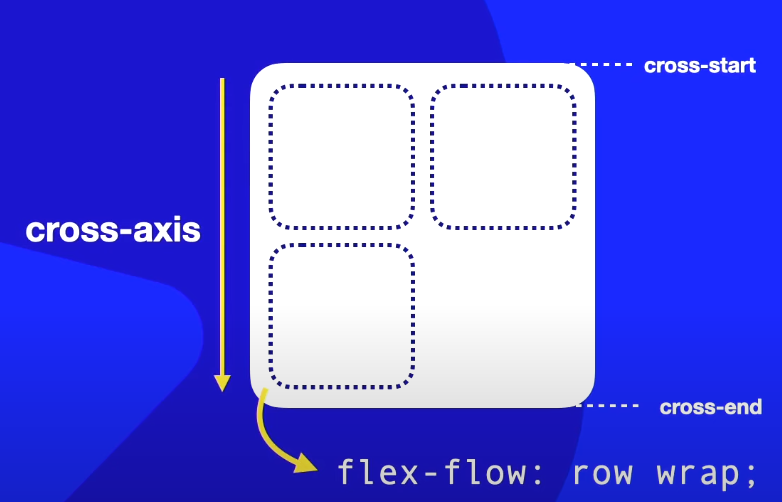 cross-start
cross-axis
cross-end
flex-flow: row wrap;